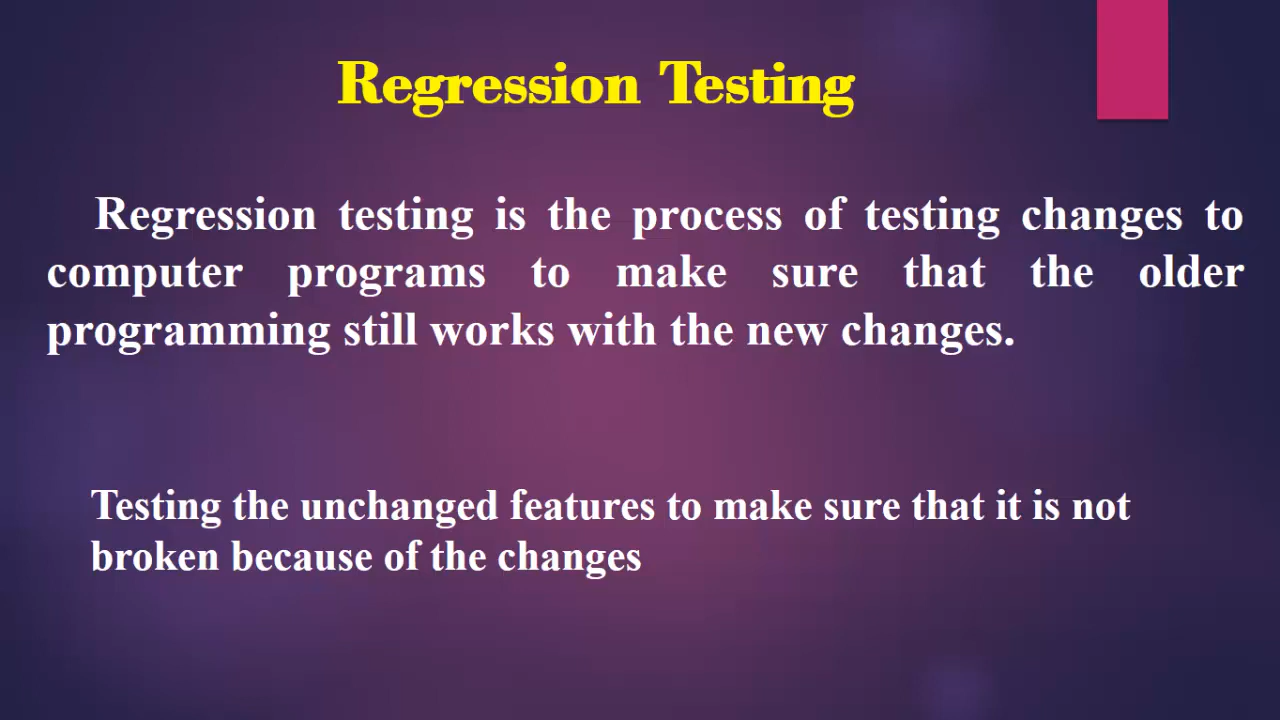 Regression Testing
Regression testing is the process of testing changes to
computer programs to make sure that the older
programming still works with the new changes.
Testing the unchanged features to make sure that it is not
broken because of the changes